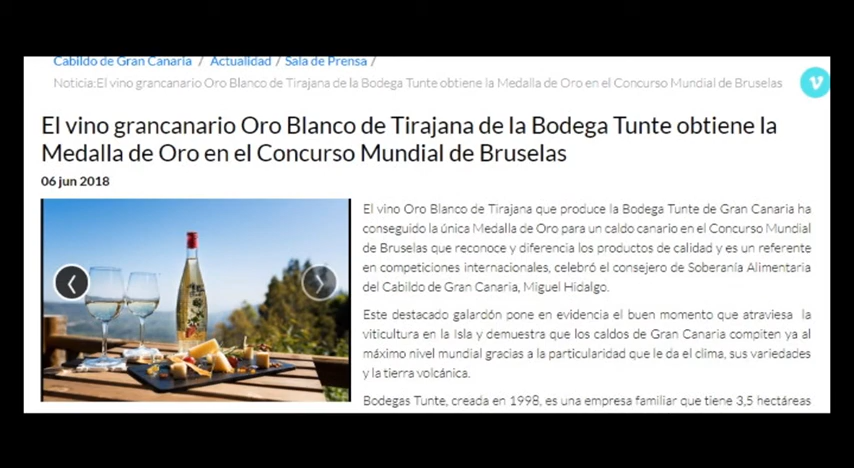 Cabildo de Gran Canaria / Actualidad / Sala de Prensa /
Noticia:El vino grancanario Oro Blanco de Tirajana de la Bodega Tunte obtiene la Medalla de Oro en el Concurso Mundial de Bruselas
El vino grancanario Oro Blanco de Tirajana de la Bodega Tunte obtiene la
Medalla de Oro en el Concurso Mundial de Bruselas
06 jun 2018
El vino Oro Blanco de Tirajana que produce la Bodega Tunte de Gran Canaria ha
conseguido la única Medalla de Oro para un caldo canario en el Concurso Mundial
de Bruselas que reconoce y diferencia los productos de calidad y es un referente
en competiciones internacionales, celebró el consejero de Soberanía Alimentaria
del Cabildo de Gran Canaria, Miguel Hidalgo.
Este destacado galardón pone en evidencia el buen momento que atraviesa la
viticultura en la Isla y demuestra que los caldos de Gran Canaria compiten ya al
máximo nivel mundial gracias a la particularidad que le da el clima, sus variedades
y la tierra volcánica.
Bodegas Tunte, creada en 1998, es una empresa familiar que tiene 3,5 hectáreas